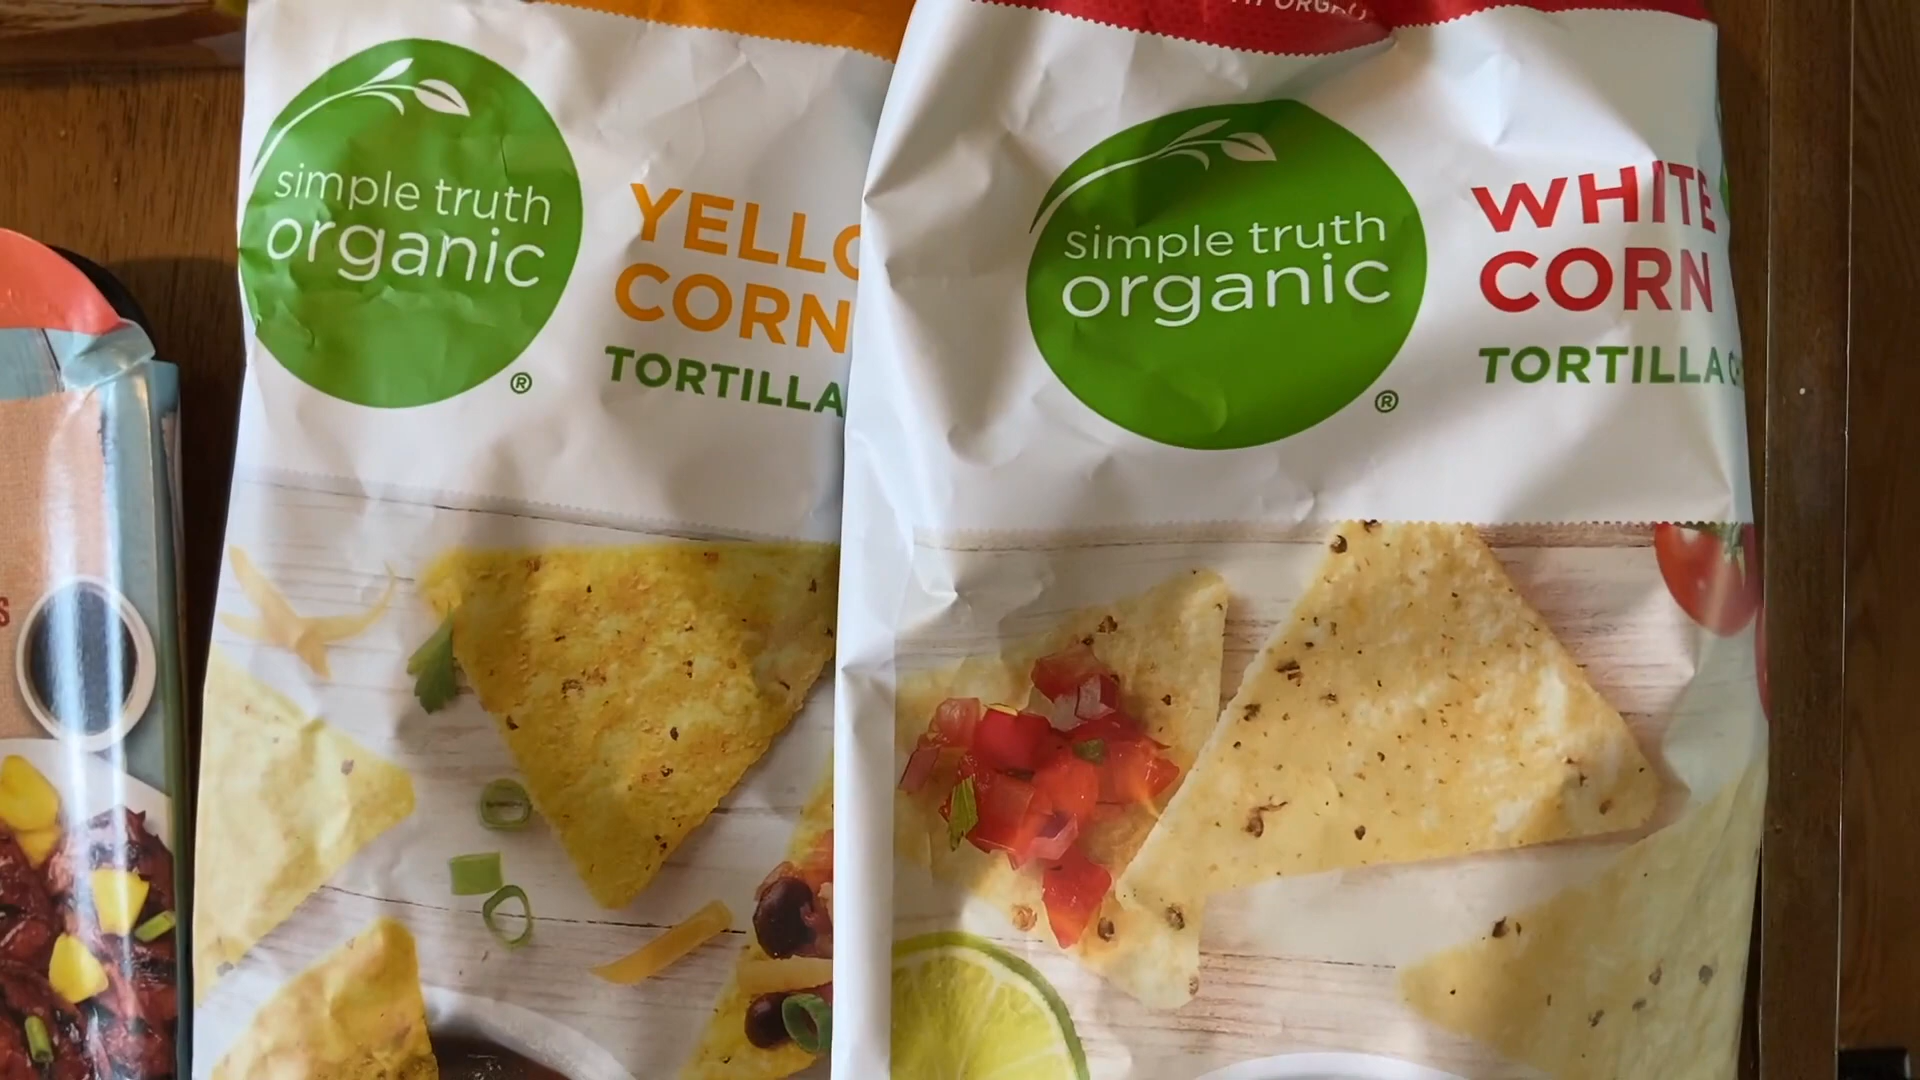 simple truth
organic
®
YELLO
CORN
TORTILLA
simple truth
organic
®
WHITE
CORN
TORTILLA